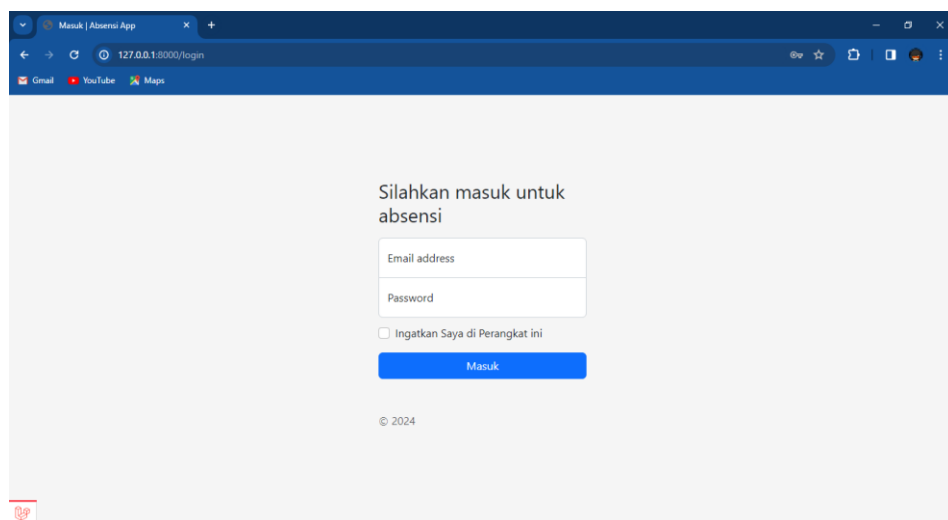 Masuk | Absensi App
127.0.0.1:8000/login
Gmail YouTube Maps
Silahkan masuk untuk
absensi
Email address
Password
Ingatkan Saya di Perangkat ini
Masuk
© 2024